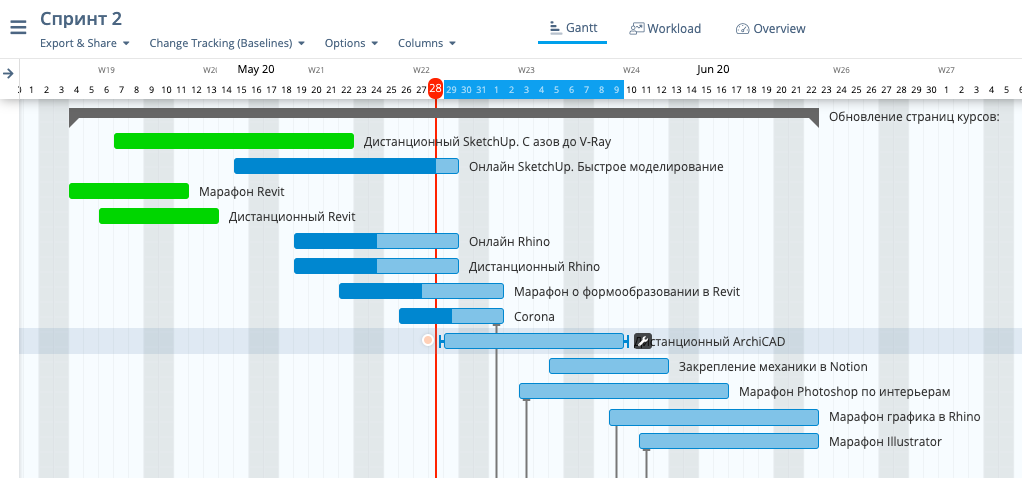 Спринт 2
Gantt Workload Overview
Export & Share Change Tracking (Baselines) Options Columns
W19 W20 May 20 W21 W22 W23 W24 Jun 20 W26 W27
1 2 3 4 5 6 7 8 9 10 11 12 13 14 15 16 17 18 19 20 21 22 23 24 25 26 27 28 29 30 31 1 2 3 4 5 6 7 8 9 10 11 12 13 14 15 16 17 18 19 20 21 22 23 24 25 26 27 28 29 30 1 2 3 4 5
Обновление страниц курсов:
Дистанционный SketchUp. С азов до V-Ray
Онлайн SketchUp. Быстрое моделирование
Марафон Revit
Дистанционный Revit
Онлайн Rhino
Дистанционный Rhino
Марафон о формообразовании в Revit
Corona
Дистанционный ArchiCAD
Закрепление механики в Notion
Марафон Photoshop по интерьерам
Марафон графика в Rhino
Марафон Illustrator